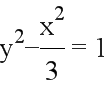 y²–x²/3 = 1